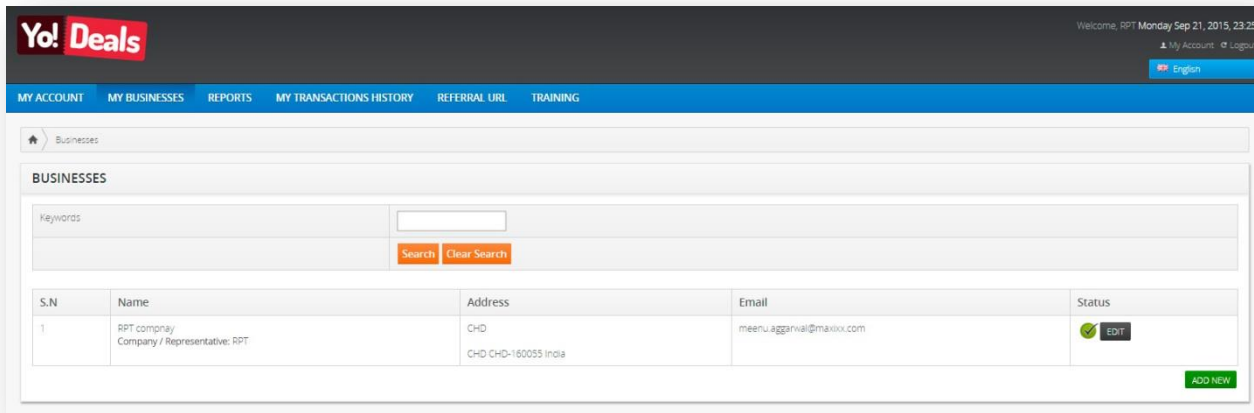 Yo! Deals
Welcome, RPT Monday Sep 21, 2015, 23:25
My Account Logou
English
MY ACCOUNT MY BUSINESSES REPORTS MY TRANSACTIONS HISTORY REFERRAL URL TRAINING
Businesses
BUSINESSES
Keywords
Search Clear Search
S.N Name Address Email Status
1 RPT compnay CHD meenu.aggarwal@maxixx.com EDIT
Company / Representative: RPT
CHD CHD-160055 India
ADD NEW